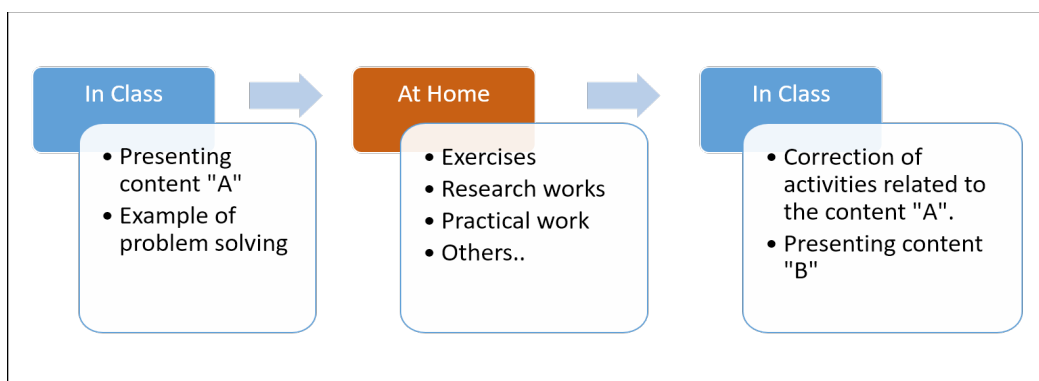 In Class
• Presenting
content "A"
• Example of
problem solving
At Home
• Exercises
• Research works
• Practical work
• Others..
In Class
• Correction of
activities related to
the content "A".
• Presenting content
"B"